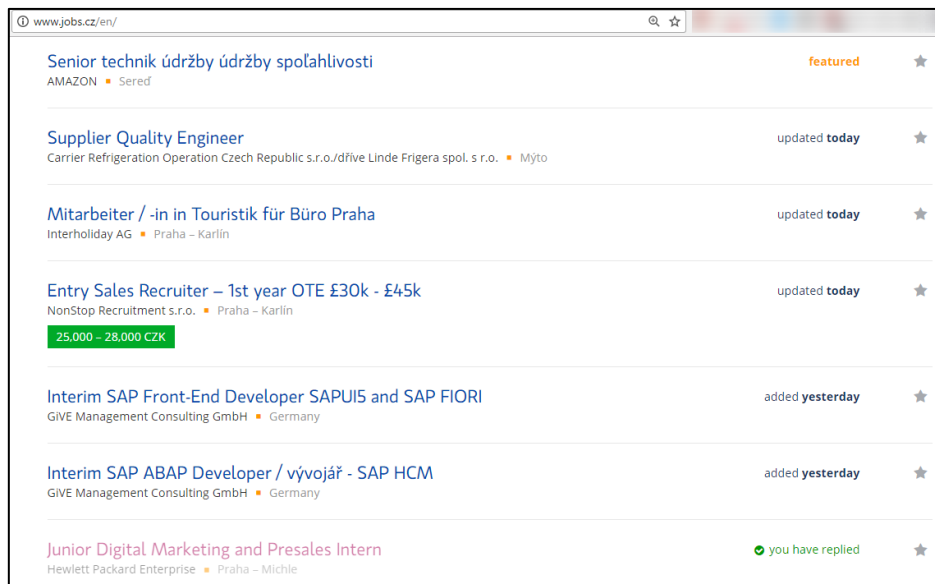 www.jobs.cz/en/
Senior technik údržby údržby spoľahlivosti
featured
AMAZON ▪ Sereď
Supplier Quality Engineer
updated today
Carrier Refrigeration Operation Czech Republic s.r.o./dříve Linde Frigera spol. s r.o. ▪ Mýto
Mitarbeiter / -in in Touristik für Büro Praha
updated today
Interholiday AG ▪ Praha – Karlín
Entry Sales Recruiter – 1st year OTE £30k - £45k
updated today
NonStop Recruitment s.r.o. ▪ Praha – Karlín
25,000 – 28,000 CZK
Interim SAP Front-End Developer SAPUI5 and SAP FIORI
added yesterday
GiVE Management Consulting GmbH ▪ Germany
Interim SAP ABAP Developer / vývojář - SAP HCM
added yesterday
GiVE Management Consulting GmbH ▪ Germany
Junior Digital Marketing and Presales Intern
you have replied
Hewlett Packard Enterprise ▪ Praha – Michle